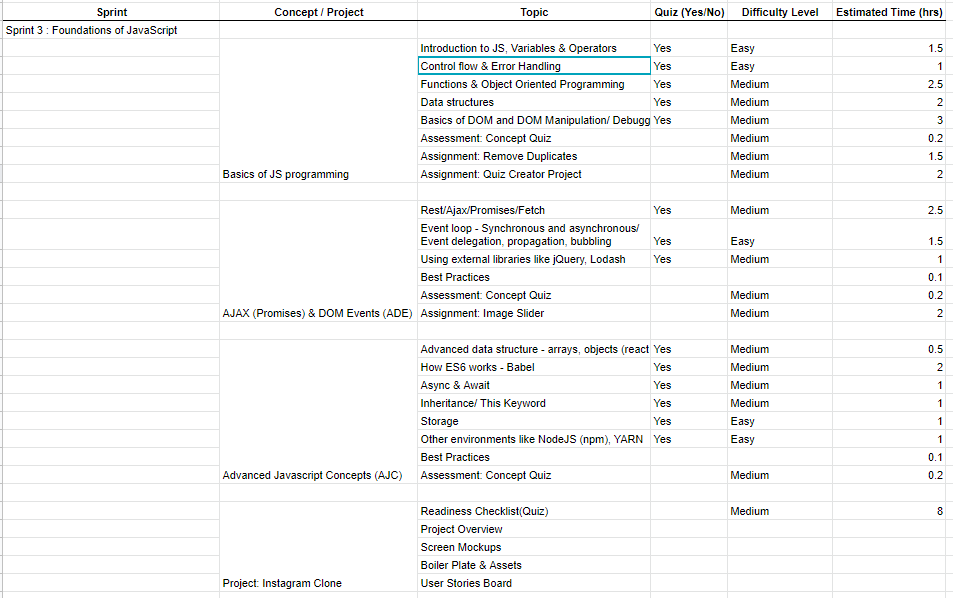 Sprint Concept / Project Topic Quiz (Yes/No) Difficulty Level Estimated Time (hrs)
Sprint 3 : Foundations of JavaScript
Introduction to JS, Variables & Operators Yes Easy 1.5
Control flow & Error Handling Yes Easy 1
Functions & Object Oriented Programming Yes Medium 2.5
Data structures Yes Medium 2
Basics of DOM and DOM Manipulation/ Debugg Yes Medium 3
Assessment: Concept Quiz Medium 0.2
Assignment: Remove Duplicates Medium 1.5
Basics of JS programming Assignment: Quiz Creator Project Medium 2
Rest/Ajax/Promises/Fetch Yes Medium 2.5
Event loop - Synchronous and asynchronous/
Event delegation, propagation, bubbling Yes Easy 1.5
Using external libraries like jQuery, Lodash Yes Medium 1
Best Practices 0.1
Assessment: Concept Quiz Medium 0.2
AJAX (Promises) & DOM Events (ADE) Assignment: Image Slider Medium 2
Advanced data structure - arrays, objects (react Yes Medium 0.5
How ES6 works - Babel Yes Medium 2
Async & Await Yes Medium 1
Inheritance/ This Keyword Yes Medium 1
Storage Yes Easy 1
Other environments like NodeJS (npm), YARN Yes Easy 1
Best Practices 0.1
Advanced Javascript Concepts (AJC) Assessment: Concept Quiz Medium 0.2
Readiness Checklist(Quiz) Medium 8
Project Overview
Screen Mockups
Boiler Plate & Assets
Project: Instagram Clone User Stories Board